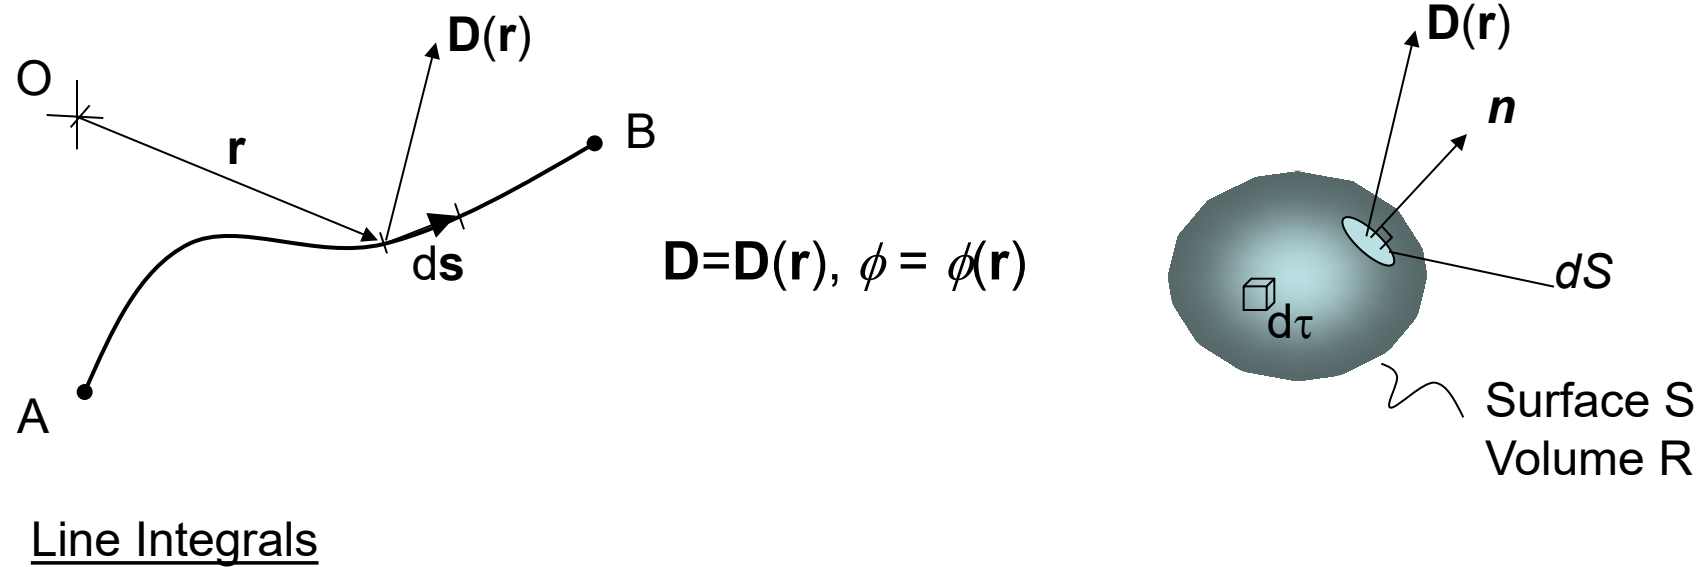 O
r
D(r)
B
ds
A
D=D(r), ϕ = ϕ(r)
D(r)
n
dS
dτ
Surface S
Volume R
Line Integrals